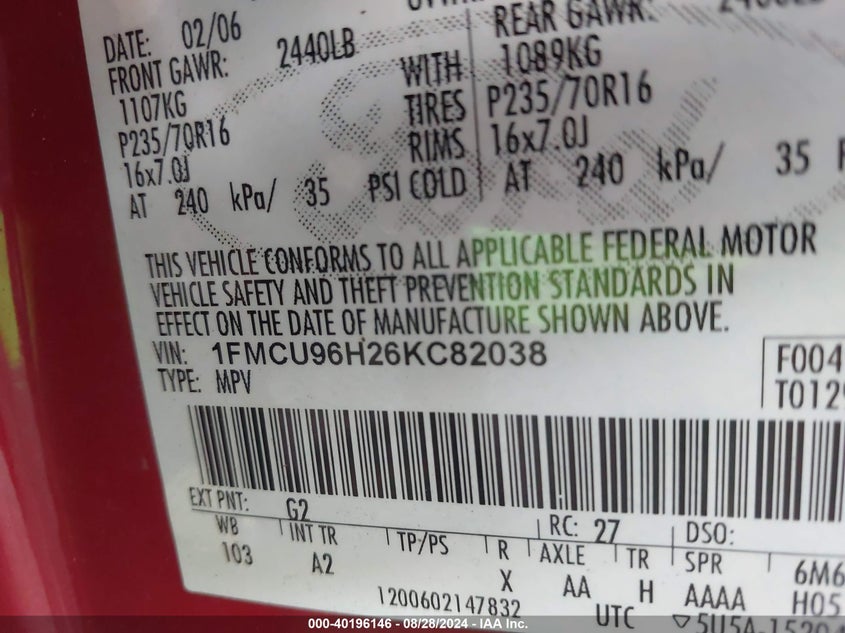 DATE: 02/06
FRONT GAWR: 2440LB
1107KG
P235/70R16
16x7.0J
AT 240 kPa/ 35 PSI COLD
WITH
TIRES
RIMS
REAR GAWR:
1089KG
P235/70R16
16x7.0J
AT 240 kPa/ 35
THIS VEHICLE CONFORMS TO ALL APPLICABLE FEDERAL MOTOR
VEHICLE SAFETY AND THEFT PREVENTION STANDARDS IN
EFFECT ON THE DATE OF MANUFACTURE SHOWN ABOVE.
VIN: 1FMCU96H26KC82038
TYPE: MPV
F004
T012
EXT PNT: G2 RC: 27 DSO:
WB INT TR TP/PS R AXLE TR SPR 6M6
103 A2 X AA H AAAA H05
1200602147832 UTC
000-40196146 - 08/28/2024 - IAA Inc.